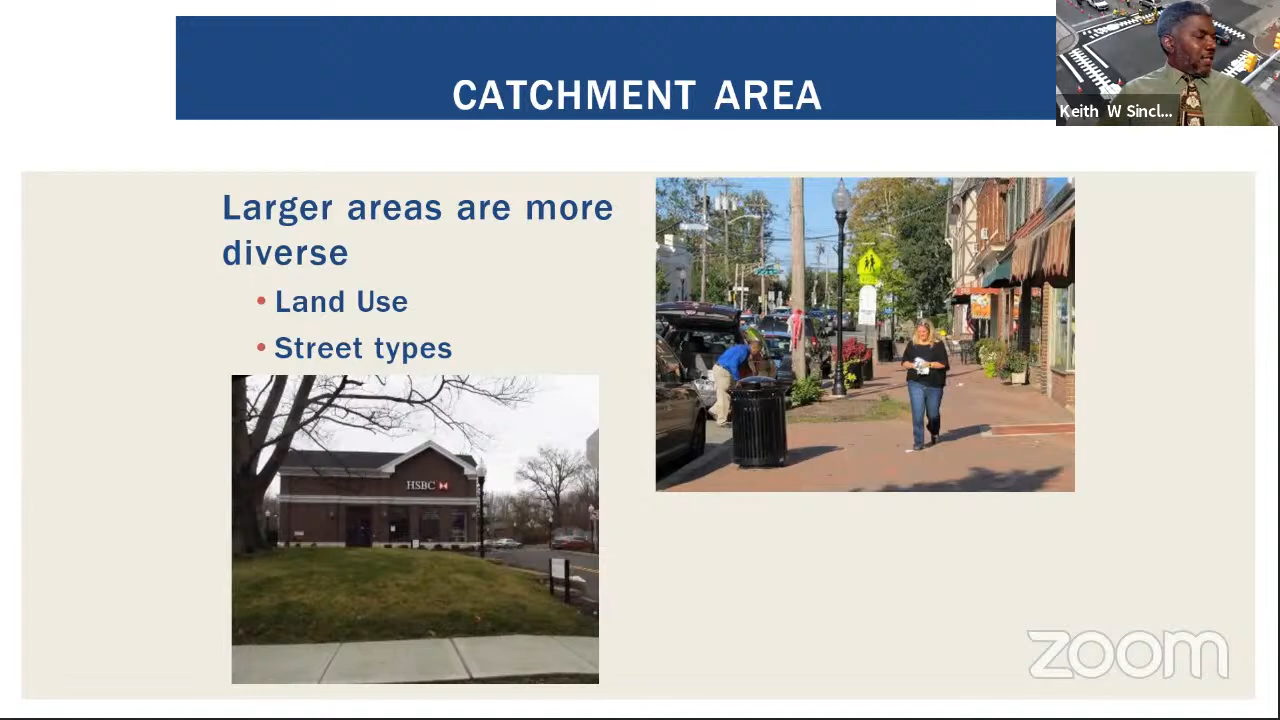 CATCHMENT AREA
Keith W Sincl...
Larger areas are more
diverse
• Land Use
• Street types
HSBC
zoom